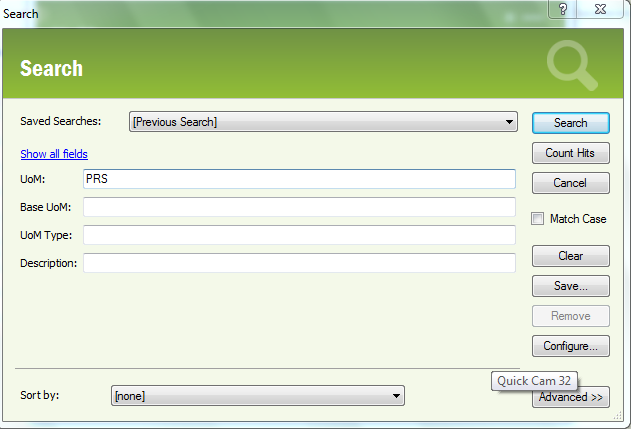 Search
?
Search
Saved Searches: [Previous Search] Search
Show all fields Count Hits
UoM: PRS Cancel
Base UoM:
Match Case
UoM Type:
Description: Clear
Save...
Remove
Configure...
Quick Cam 32
Sort by: [none] Advanced >>